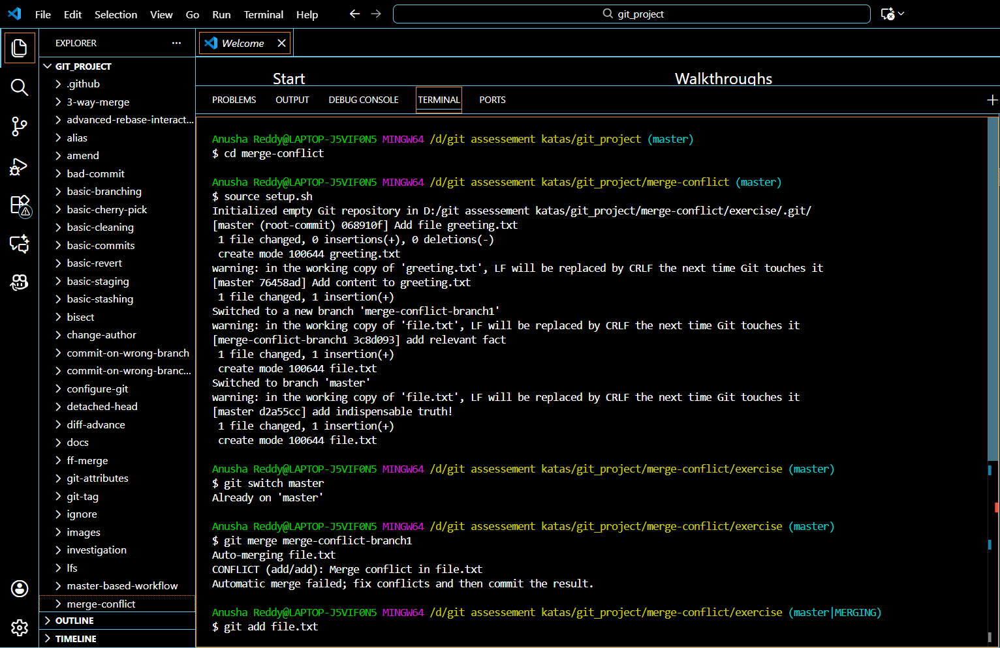 File Edit Selection View Go Run Terminal Help
git_project
EXPLORER
Welcome
GIT_PROJECT
.github
3-way-merge
advanced-rebase-interact...
alias
amend
bad-commit
basic-branching
basic-cherry-pick
basic-cleaning
basic-commits
basic-revert
basic-staging
basic-stashing
bisect
change-author
commit-on-wrong-branch
commit-on-wrong-branc...
configure-git
detached-head
diff-advance
docs
ff-merge
git-attributes
git-tag
ignore
images
investigation
lfs
master-based-workflow
merge-conflict
OUTLINE
TIMELINE
Start
Walkthroughs
PROBLEMS OUTPUT DEBUG CONSOLE TERMINAL PORTS
Anusha Reddy@LAPTOP-J5VIF0N5 MINGW64 /d/git assessement katas/git_project (master)
$ cd merge-conflict
Anusha Reddy@LAPTOP-J5VIF0N5 MINGW64 /d/git assessement katas/git_project/merge-conflict (master)
$ source setup.sh
Initialized empty Git repository in D:/git assessement katas/git_project/merge-conflict/exercise/.git/
[master (root-commit) 068910f] Add file greeting.txt
1 file changed, 0 insertions(+), 0 deletions(-)
create mode 100644 greeting.txt
warning: in the working copy of 'greeting.txt', LF will be replaced by CRLF the next time Git touches it
[master 76458ad] Add content to greeting.txt
1 file changed, 1 insertion(+)
Switched to a new branch 'merge-conflict-branch1'
warning: in the working copy of 'file.txt', LF will be replaced by CRLF the next time Git touches it
[merge-conflict-branch1 3c8d093] add relevant fact
1 file changed, 1 insertion(+)
create mode 100644 file.txt
Switched to branch 'master'
warning: in the working copy of 'file.txt', LF will be replaced by CRLF the next time Git touches it
[master d2a55cc] add indispensable truth!
1 file changed, 1 insertion(+)
create mode 100644 file.txt
Anusha Reddy@LAPTOP-J5VIF0N5 MINGW64 /d/git assessement katas/git_project/merge-conflict/exercise (master)
$ git switch master
Already on 'master'
Anusha Reddy@LAPTOP-J5VIF0N5 MINGW64 /d/git assessement katas/git_project/merge-conflict/exercise (master)
$ git merge merge-conflict-branch1
Auto-merging file.txt
CONFLICT (add/add): Merge conflict in file.txt
Automatic merge failed; fix conflicts and then commit the result.
Anusha Reddy@LAPTOP-J5VIF0N5 MINGW64 /d/git assessement katas/git_project/merge-conflict/exercise (master|MERGING)
$ git add file.txt